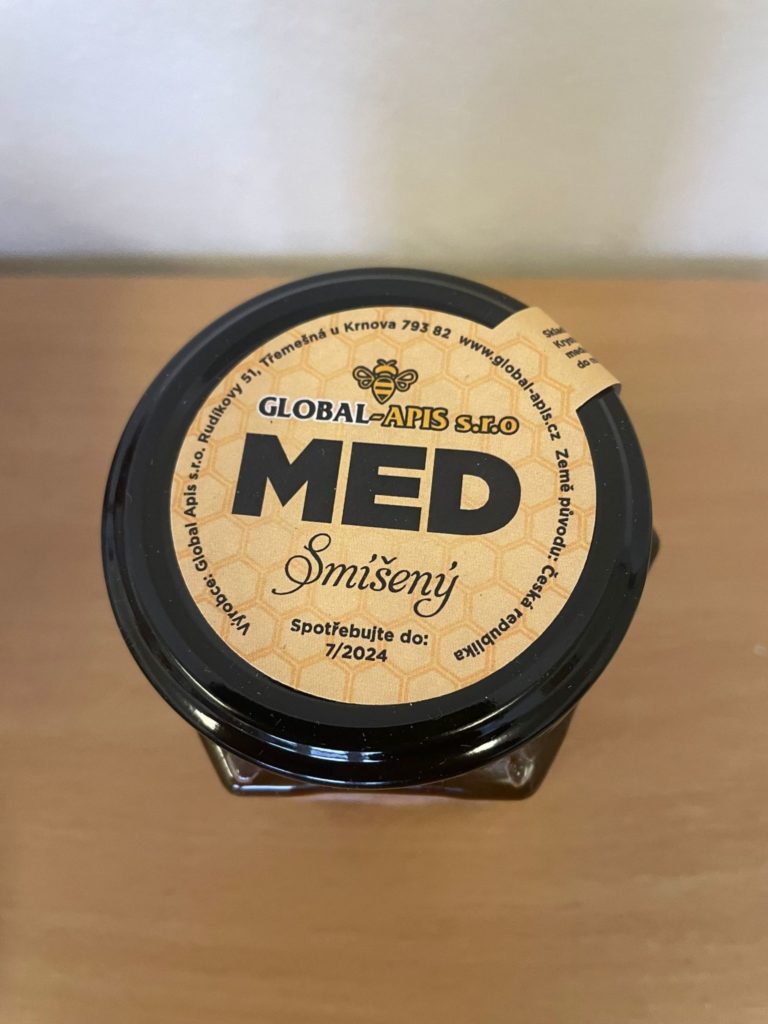 Výrobce: Global Apis s.r.o. Rudíkovy 51, Třemešná u Krnova 793 82 www.global-apis.cz Země původu: Česká republika
GLOBAL-APIS s.r.o
MED
Smíšený
Spotřebujte do:
7/2024
do